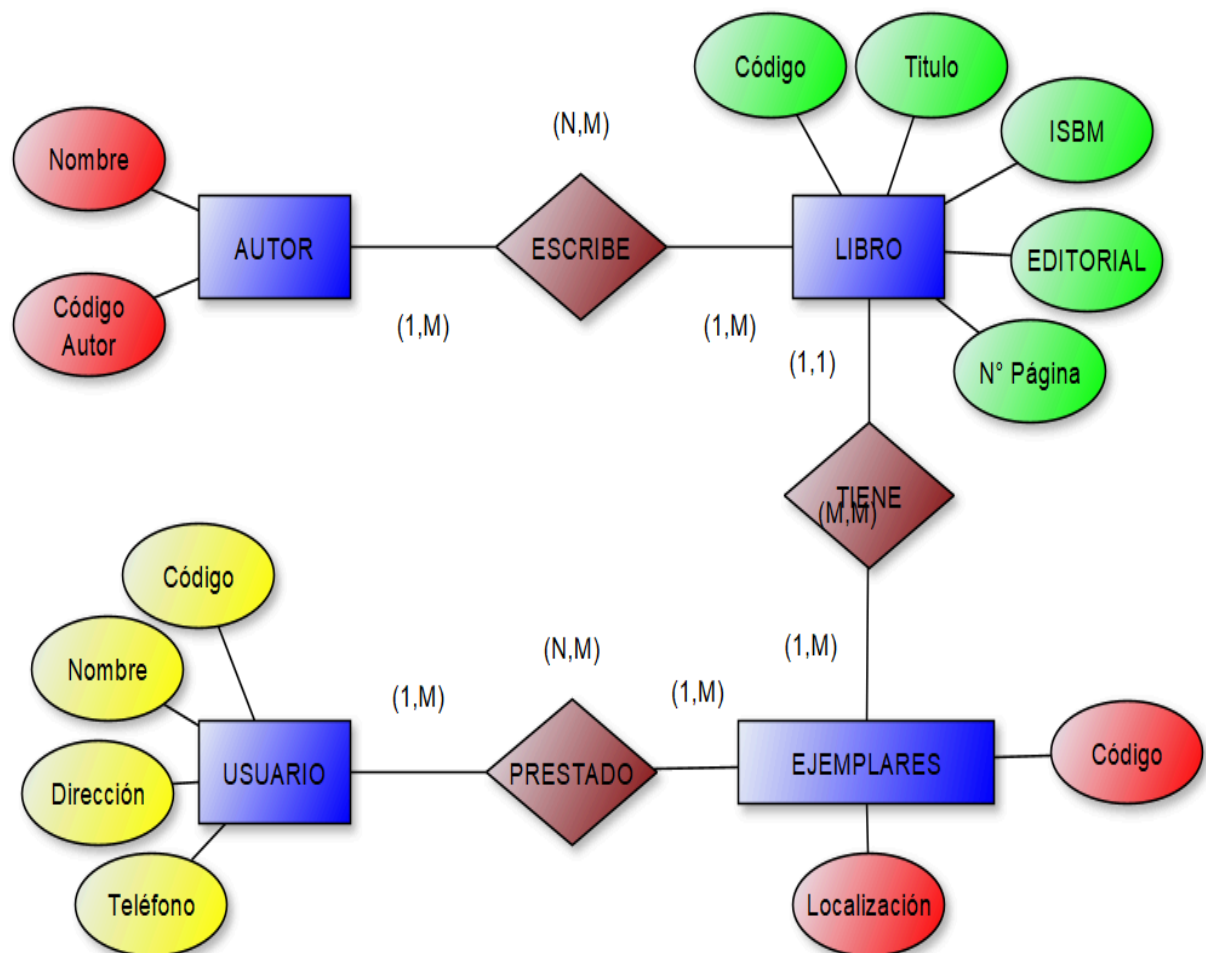 Código
Titulo
(N,M)
ISBM
Nombre
AUTOR
ESCRIBE
LIBRO
EDITORIAL
Código
Autor
(1,M)
(1,M)
(1,1)
N° Página
TIENE
(M,M)
Código
Nombre
(N,M)
(1,M)
(1,M)
(1,M)
Código
USUARIO
PRESTADO
EJEMPLARES
Dirección
Teléfono
Localización